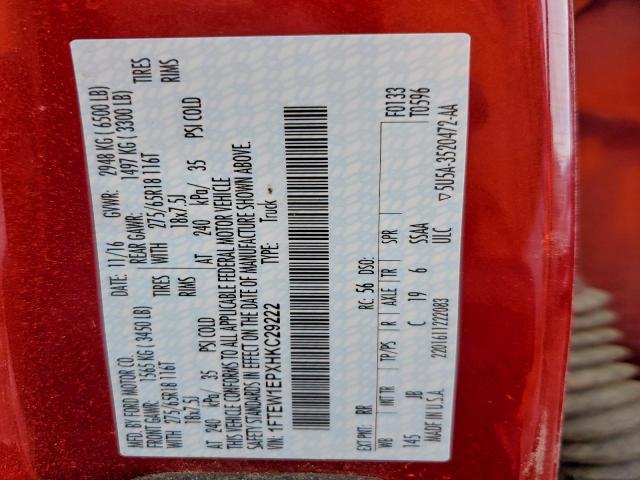 MFD. BY FORD MOTOR CO.
DATE: 11/16 GVWR: 2948 KG ( 6500 LB)
FRONT GAWR: 1565 KG ( 3450 LB) REAR GAWR: 1497 KG ( 3300 LB)
WITH 275/65R18 116T TIRES WITH 275/65R18 116T TIRES
18x7.5J RIMS 18x7.5J RIMS
AT 240 kPa/ 35 PSI COLD AT 240 kPa/ 35 PSI COLD
THIS VEHICLE CONFORMS TO ALL APPLICABLE FEDERAL MOTOR VEHICLE
SAFETY STANDARDS IN EFFECT ON THE DATE OF MANUFACTURE SHOWN ABOVE.
VIN: 1FTEW1EPXHKC29222 TYPE: Truck
F0133
T0596
EXT PNT: RR RC: 56 DSO:
WB INT TR TP/PS R AXLE TR SPR
145 JB C 19 6 SSAA
MADE IN U.S.A. 2201611222083 ULC
▽5U5A-3520472-AA